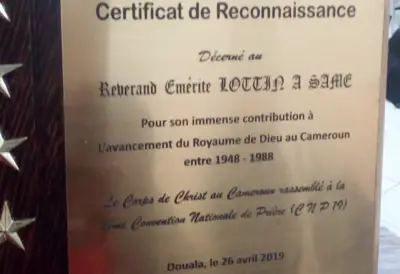 Certificat de Reconnaissance
Décerné au
Reverand Emérite LOTTIN A SAME
Pour son immense contribution à
L'avancement du Royaume de Dieu au Cameroun
entre 1948 - 1988
Le Corps de Christ au Cameroun rassemblé à la
Convention Nationale de Prière (C N P 19)
Douala, le 26 avril 2019